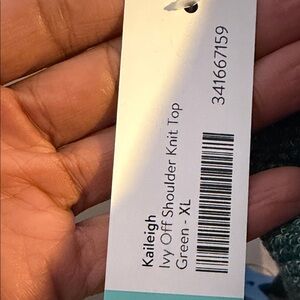 Kaileigh
Ivy Off Shoulder Knit Top
Green - XL
341667159